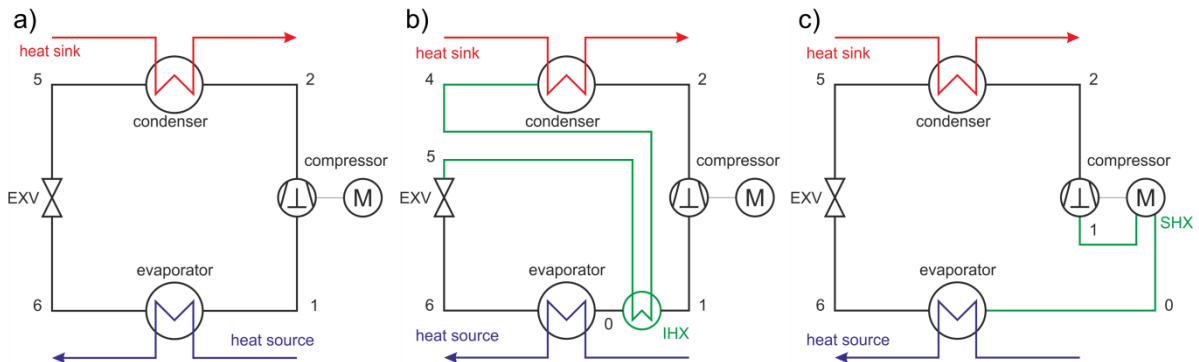 a)
heat sink
5
2
condenser
compressor
EXV
M
evaporator
6
1
heat source
b)
heat sink
4
2
condenser
5
compressor
EXV
M
evaporator
6
0
1
IHX
heat source
c)
heat sink
5
2
condenser
compressor
EXV
M
1
SHX
evaporator
6
0
heat source